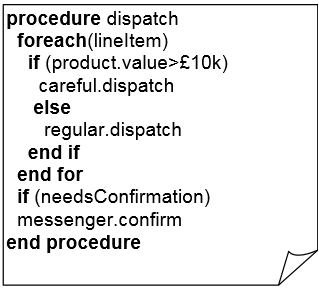 procedure dispatch
foreach(lineItem)
if (product.value>£10k)
careful.dispatch
else
regular.dispatch
end if
end for
if (needsConfirmation)
messenger.confirm
end procedure